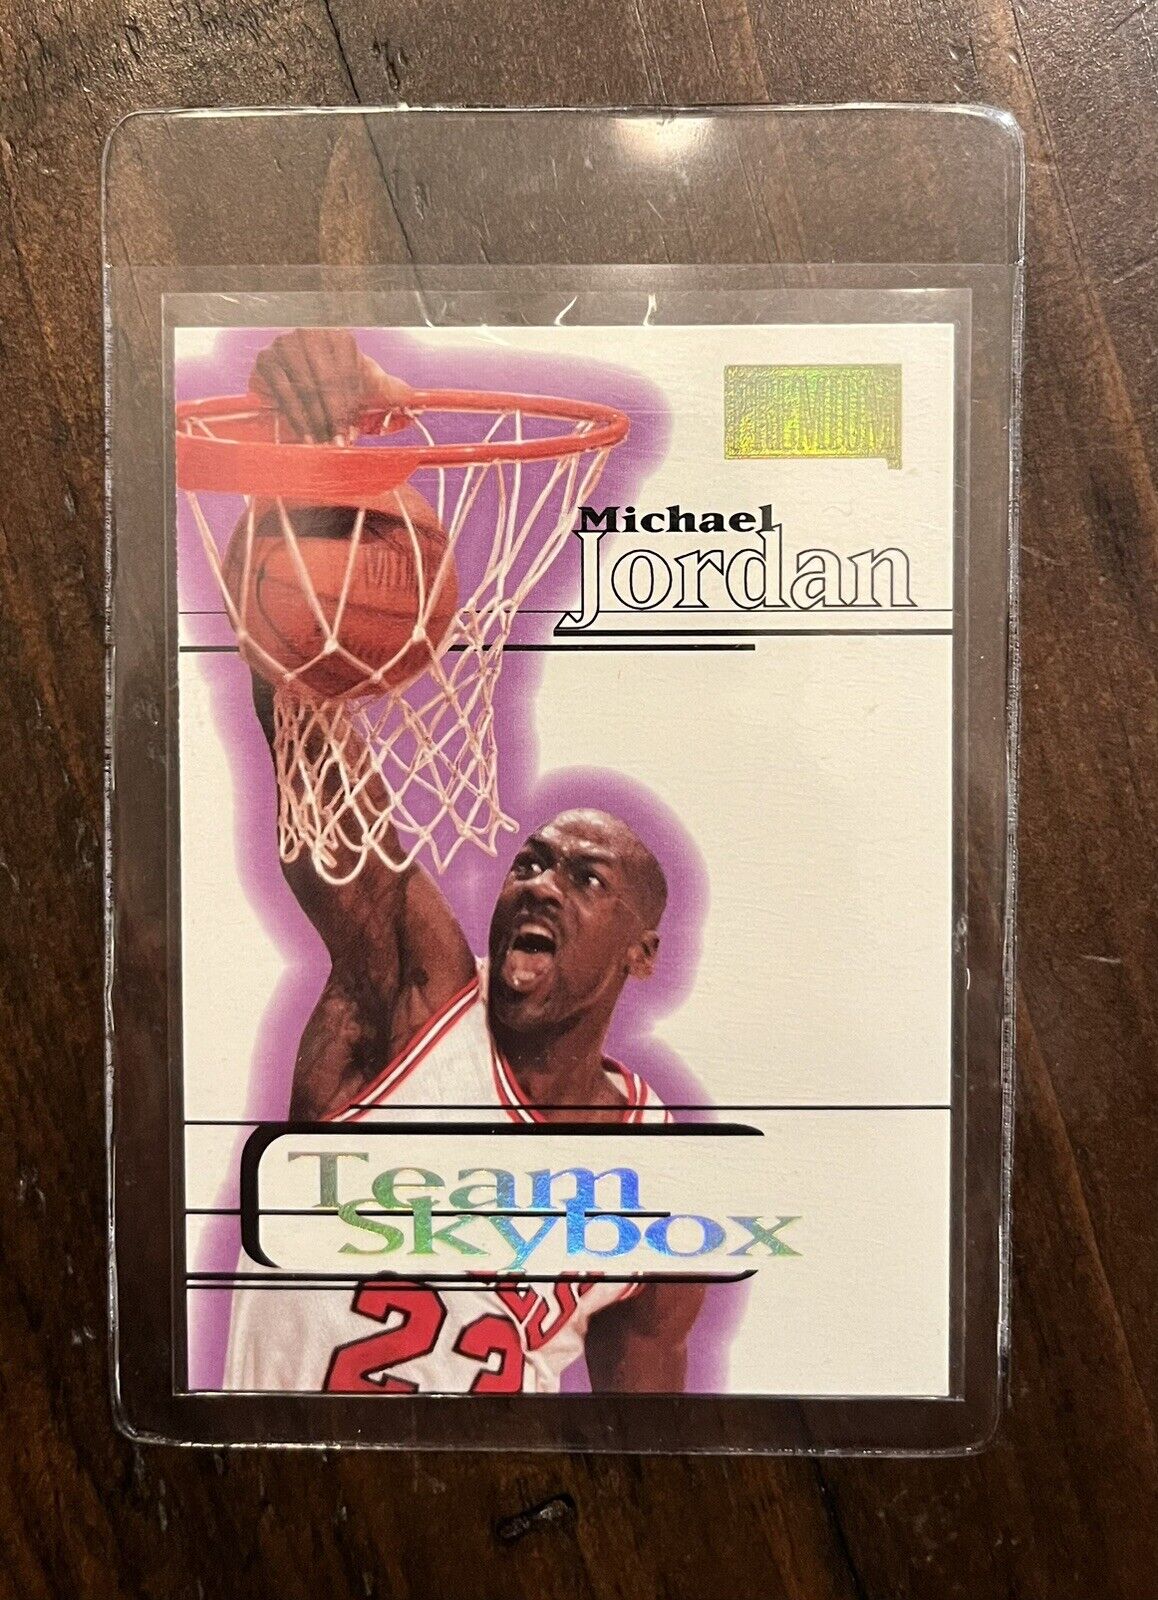 Michael
Jordan
Team
Skybox
23